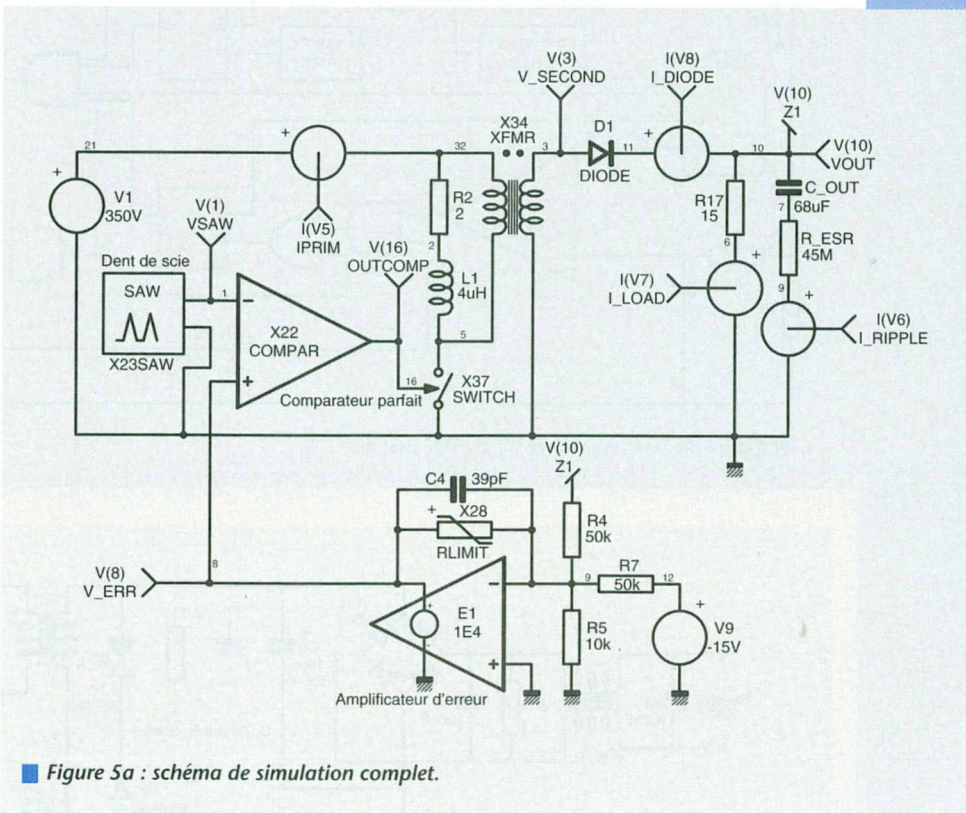 V(3)
V_SECOND
I(V8)
I_DIODE
V(10)
Z1
X34
XFMR
D1
21
+
32
3
11
+
10
V(10)
VOUT
DIODE
C_OUT
68uF
+
V1
350V
V(1)
VSAW
I(V5)
IPRIM
R2
2
R17
15
7
R_ESR
45M
V(16)
OUTCOMP
2
6
Dent de scie
SAW
X23SAW
1
−
L1
4uH
+
9
I(V7)
I_LOAD
+
I(V6)
I_RIPPLE
X22
COMPAR
5
+
16
X37
SWITCH
Comparateur parfait
V(10)
Z1
C4
39pF
+
X28
RLIMIT
R4
50k
8
V(8)
V_ERR
−
9
R7
50k
12
+
E1
1E4
+
-
R5
10k
V9
-15V
+
Amplificateur d'erreur
Figure 5a : schéma de simulation complet.